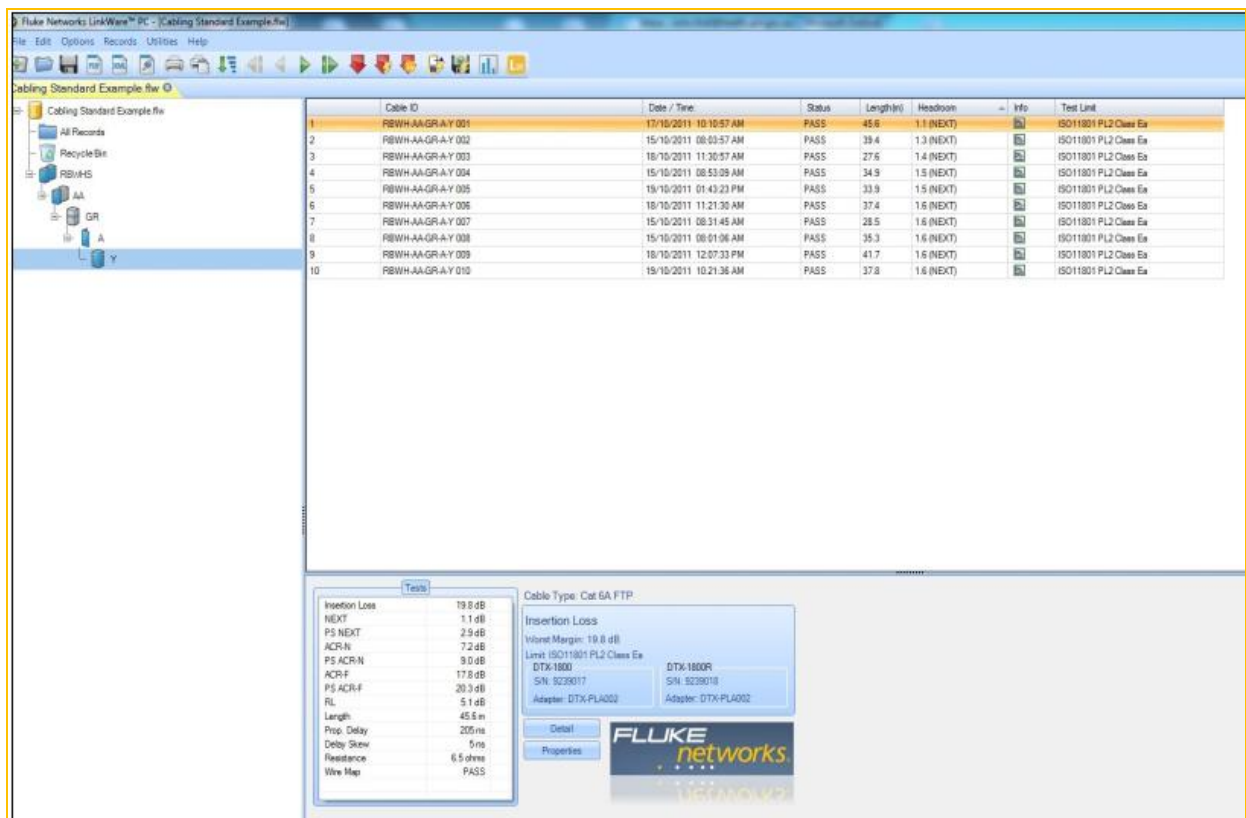 Fluke Networks LinkWare™ PC - [Cabling Standard Example.flw]
File Edit Options Records Utilities Help
Cabling Standard Example.flw
Cabling Standard Example.flw
All Records
Recycle Bin
RBWHS
AA
GR
A
Y
Cable ID Date / Time: Status Length(m) Headroom Info Test Limit
1 RBWH-AA-GR-A-Y 001 17/10/2011 10:10:57 AM PASS 45.6 1.1 (NEXT) ISO11801 PL2 Class Ea
2 RBWH-AA-GR-A-Y 002 15/10/2011 08:03:57 AM PASS 39.4 1.3 (NEXT) ISO11801 PL2 Class Ea
3 RBWH-AA-GR-A-Y 003 18/10/2011 11:30:57 AM PASS 27.6 1.4 (NEXT) ISO11801 PL2 Class Ea
4 RBWH-AA-GR-A-Y 004 15/10/2011 08:53:09 AM PASS 34.9 1.5 (NEXT) ISO11801 PL2 Class Ea
5 RBWH-AA-GR-A-Y 005 19/10/2011 01:43:23 PM PASS 33.9 1.5 (NEXT) ISO11801 PL2 Class Ea
6 RBWH-AA-GR-A-Y 006 18/10/2011 11:21:30 AM PASS 37.4 1.6 (NEXT) ISO11801 PL2 Class Ea
7 RBWH-AA-GR-A-Y 007 15/10/2011 08:31:45 AM PASS 28.5 1.6 (NEXT) ISO11801 PL2 Class Ea
8 RBWH-AA-GR-A-Y 008 15/10/2011 08:01:06 AM PASS 35.3 1.6 (NEXT) ISO11801 PL2 Class Ea
9 RBWH-AA-GR-A-Y 009 18/10/2011 12:07:33 PM PASS 41.7 1.6 (NEXT) ISO11801 PL2 Class Ea
10 RBWH-AA-GR-A-Y 010 19/10/2011 10:21:36 AM PASS 37.8 1.6 (NEXT) ISO11801 PL2 Class Ea
Tests
Insertion Loss 19.8 dB
NEXT 1.1 dB
PS NEXT 2.9 dB
ACR-N 7.2 dB
PS ACR-N 9.0 dB
ACR-F 17.8 dB
PS ACR-F 20.3 dB
RL 5.1 dB
Length 45.6 m
Prop. Delay 205 ns
Delay Skew 5 ns
Resistance 6.5 ohms
Wire Map PASS
Cable Type: Cat 6A FTP
Insertion Loss
Worst Margin: 19.8 dB
Limit: ISO11801 PL2 Class Ea
DTX-1800 DTX-1800R
S/N: 9239017 S/N: 9239018
Adapter: DTX-PLA002 Adapter: DTX-PLA002
Detail
Properties
FLUKE
networks.